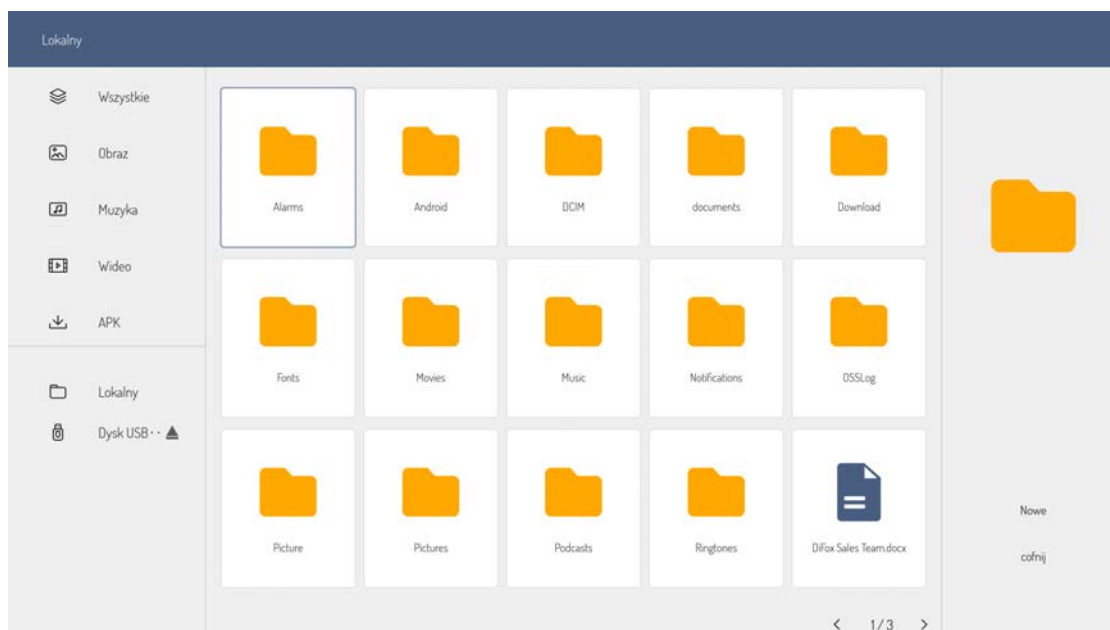 Lokalny
Wszystkie
Obraz
Muzyka
Wideo
APK
Lokalny
Dysk USB··
Alarms
Android
DCIM
documents
Download
Fonts
Movies
Music
Notifications
OSSLog
Picture
Pictures
Podcasts
Ringtones
DiFox Sales Team.docx
Nowe
cofnij
< 1/3 >